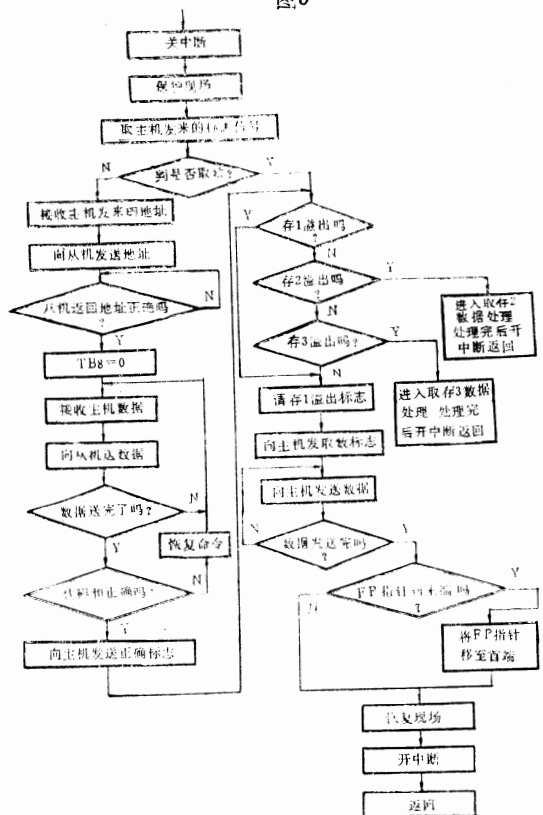 关中断
保护现场
取主机发来的标志信号
N
到是否取数?
Y
接收主机发来的地址
向从机发送地址
从机返回地址正确吗
?
N
Y
TB8=0
接收主机数据
向从机送数据
数据送完了吗?
N
Y
恢复命令
代码和正确吗?
N
Y
向主机发送正确标志
Y
存1溢出吗
?
N
存2溢出吗
?
Y
N
进入取存2
数据处理
处理完后开
中断返回
存3溢出吗?
Y
N
进入取存3数据
处理 处理完
后开中断返回
清存1溢出标志
向主机发取数标志
向主机发送数据
数据发送完吗
?
N
Y
FP指针 末端吗
?
N
Y
将FP指针
移至首端
恢复现场
开中断
返回